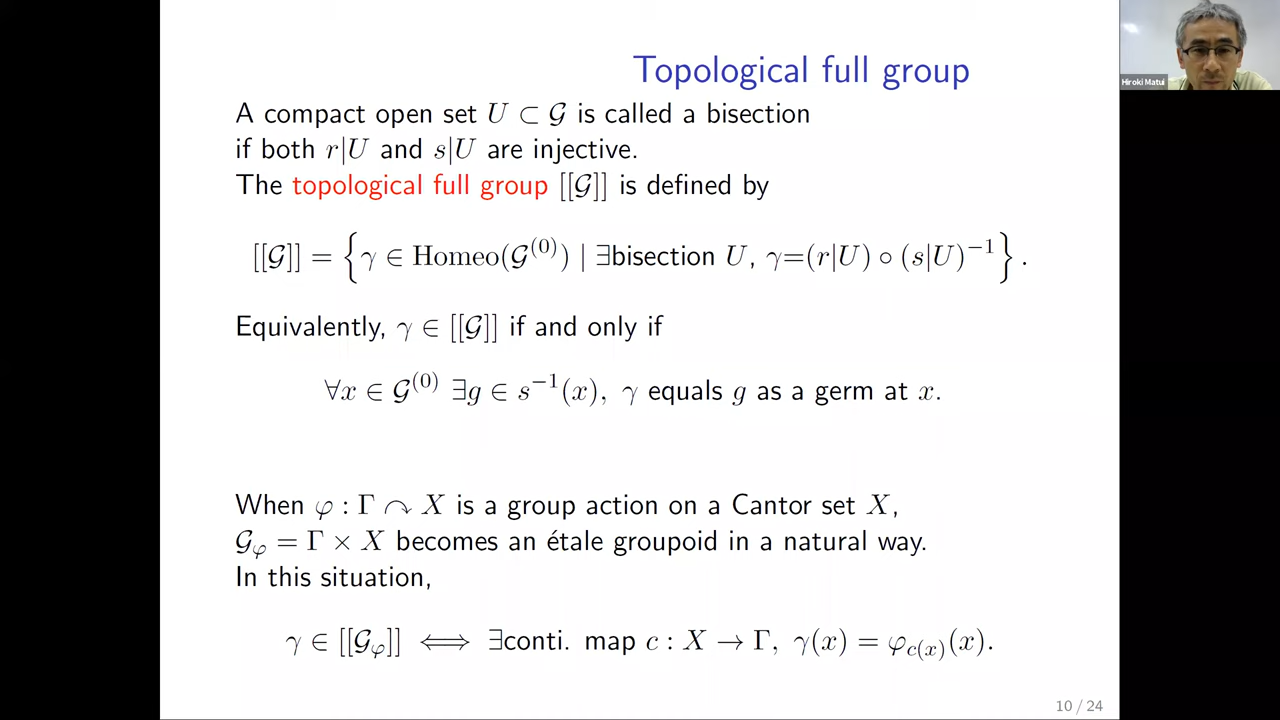 Topological full group
A compact open set U ⊂ 𝒢 is called a bisection
if both r|U and s|U are injective.
The topological full group [[𝒢]] is defined by
[[𝒢]] = {γ ∈ Homeo(𝒢⁽⁰⁾) | ∃bisection U, γ=(r|U) ∘ (s|U)⁻¹}.
Equivalently, γ ∈ [[𝒢]] if and only if
∀x ∈ 𝒢⁽⁰⁾ ∃g ∈ s⁻¹(x), γ equals g as a germ at x.
When φ : Γ ↷ X is a group action on a Cantor set X,
𝒢_φ = Γ × X becomes an étale groupoid in a natural way.
In this situation,
γ ∈ [[𝒢_φ]] ⟺ ∃conti. map c : X → Γ, γ(x) = φ_{c(x)}(x).
10 / 24
Hiroki Matui